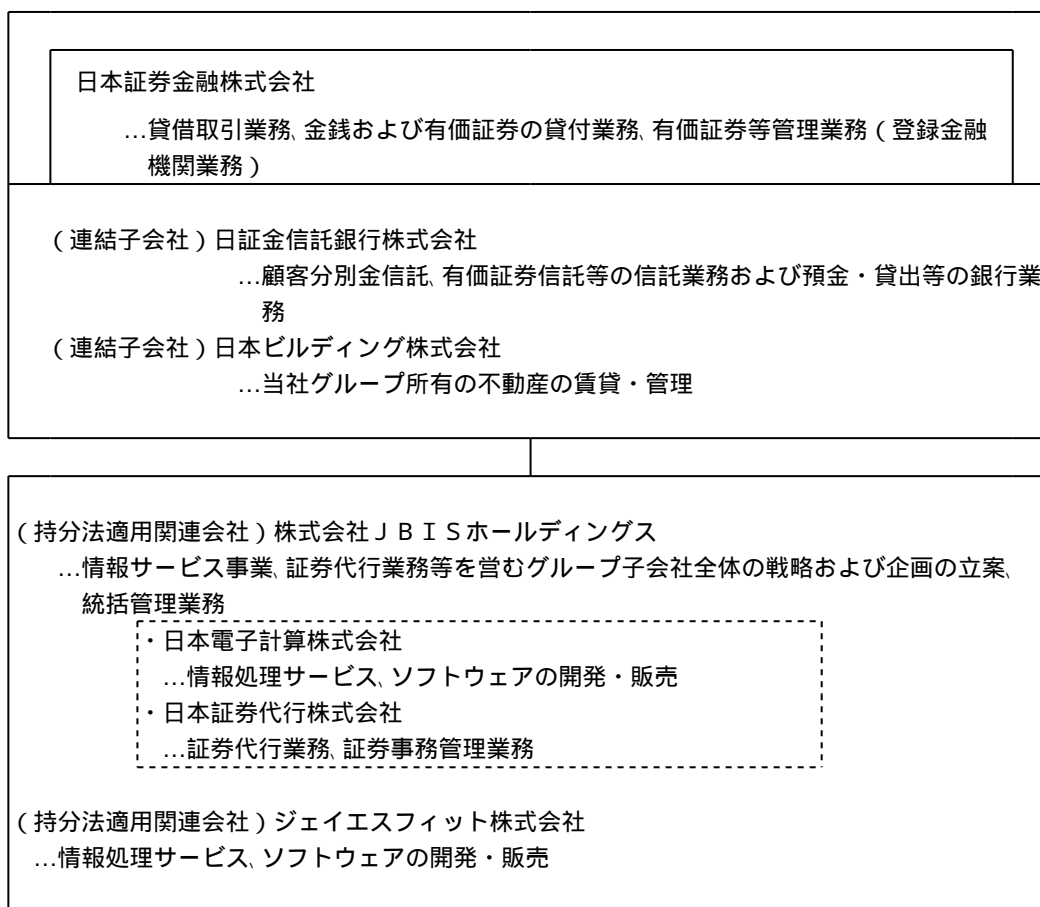 日本証券金融株式会社
…貸借取引業務、金銭および有価証券の貸付業務、有価証券等管理業務（登録金融
機関業務）
（連結子会社）日証金信託銀行株式会社
…顧客分別金信託、有価証券信託等の信託業務および預金・貸出等の銀行業
務
（連結子会社）日本ビルディング株式会社
…当社グループ所有の不動産の賃貸・管理
（持分法適用関連会社）株式会社ＪＢＩＳホールディングス
…情報サービス事業、証券代行業務等を営むグループ子会社全体の戦略および企画の立案、
統括管理業務
・日本電子計算株式会社
…情報処理サービス、ソフトウェアの開発・販売
・日本証券代行株式会社
…証券代行業務、証券事務管理業務
（持分法適用関連会社）ジェイエスフィット株式会社
…情報処理サービス、ソフトウェアの開発・販売